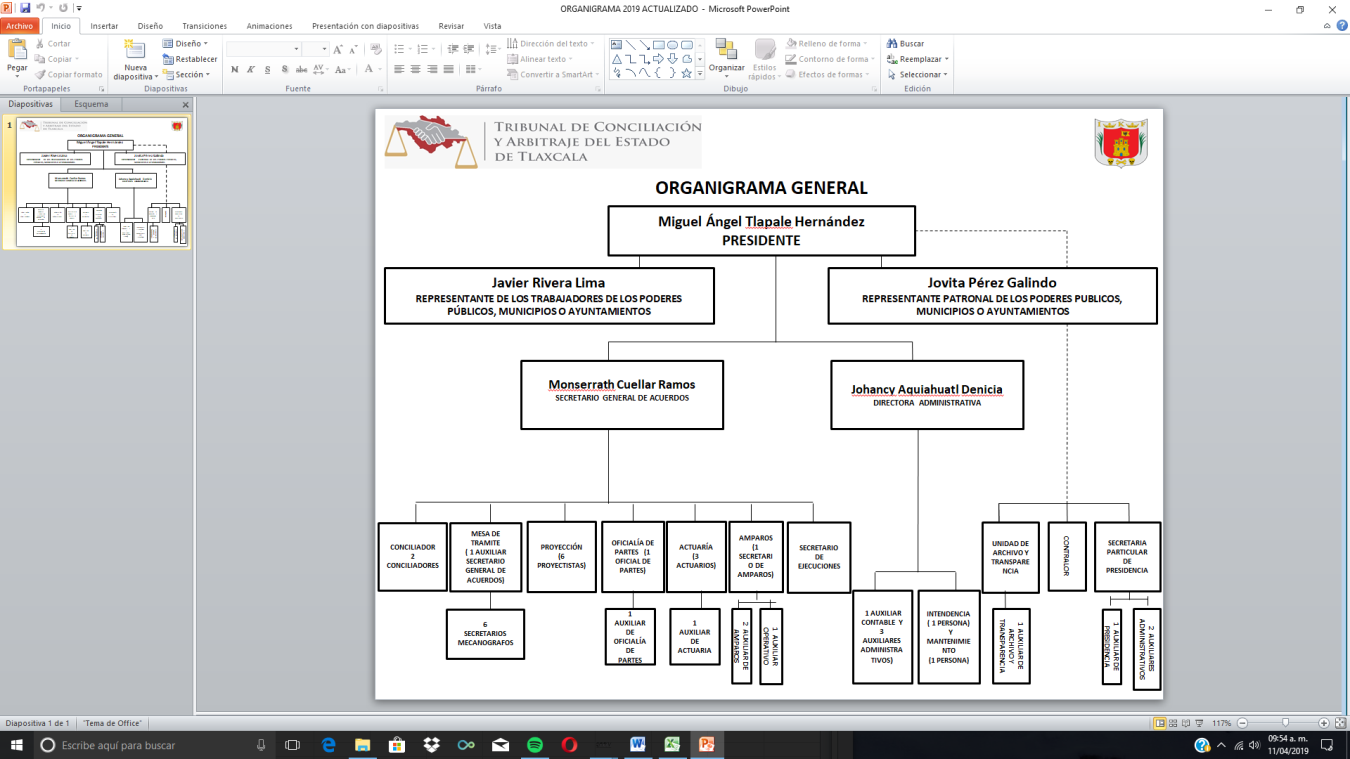 ORGANIGRAMA 2019 ACTUALIZADO - Microsoft PowerPoint
Archivo Inicio Insertar Diseño Transiciones Animaciones Presentación con diapositivas Revisar Vista
Pegar
Cortar
Copiar
Copiar formato
Portapapeles
Nueva
diapositiva
Diseño
Restablecer
Sección
Diapositivas
N K S S abc AV Aa A
Fuente
Dirección del texto
Alinear texto
Convertir a SmartArt
Párrafo
Organizar
Estilos
rápidos
Relleno de forma
Contorno de forma
Efectos de formas
Dibujo
Buscar
Reemplazar
Seleccionar
Edición
Diapositivas Esquema
1
TRIBUNAL DE CONCILIACIÓN
Y ARBITRAJE DEL ESTADO
DE TLAXCALA
ORGANIGRAMA GENERAL
Miguel Ángel Tlapale Hernández
PRESIDENTE
Javier Rivera Lima
REPRESENTANTE DE LOS TRABAJADORES DE LOS PODERES
PÚBLICOS, MUNICIPIOS O AYUNTAMIENTOS
Jovita Pérez Galindo
REPRESENTANTE PATRONAL DE LOS PODERES PUBLICOS,
MUNICIPIOS O AYUNTAMIENTOS
Monserrath Cuellar Ramos
SECRETARIO GENERAL DE ACUERDOS
Johancy Aquiahuatl Denicia
DIRECTORA ADMINISTRATIVA
CONCILIADOR
2
CONCILIADORES
MESA DE
TRAMITE
( 1 AUXILIAR
SECRETARIO
GENERAL DE
ACUERDOS)
PROYECCIÓN
(6
PROYECTISTAS)
OFICIALÍA DE
PARTES (1
OFICIAL DE
PARTES)
ACTUARÍA
(3
ACTUARIOS)
AMPAROS
(1
SECRETARI
O DE
AMPAROS)
SECRETARIO
DE
EJECUCIONES
UNIDAD DE
ARCHIVO Y
TRANSPARE
NCIA
CONTRALOR
SECRETARIA
PARTICULAR
DE
PRESIDENCIA
6
SECRETARIOS
MECANOGRAFOS
1
AUXILIAR
DE
OFICIALÍA
DE
PARTES
1
AUXILIAR
DE
ACTUARIA
2 AUXILIAR DE
AMPAROS
1 AUXILIAR
OPERATIVO
1 AUXILIAR
CONTABLE Y
3
AUXILIARES
ADMINISTRA
TIVOS)
INTENDENCIA
( 1 PERSONA)
Y
MANTENIMIE
NTO
(1 PERSONA)
1 AUXILIAR DE
ARCHIVO Y
TRANSPARENCIA
1 AUXILIAR DE
PRESIDENCIA
2 AUXILIARES
ADMINISTRATIVOS
Diapositiva 1 de 1 "Tema de Office" 117%
Escribe aquí para buscar
09:54 a. m.
11/04/2019